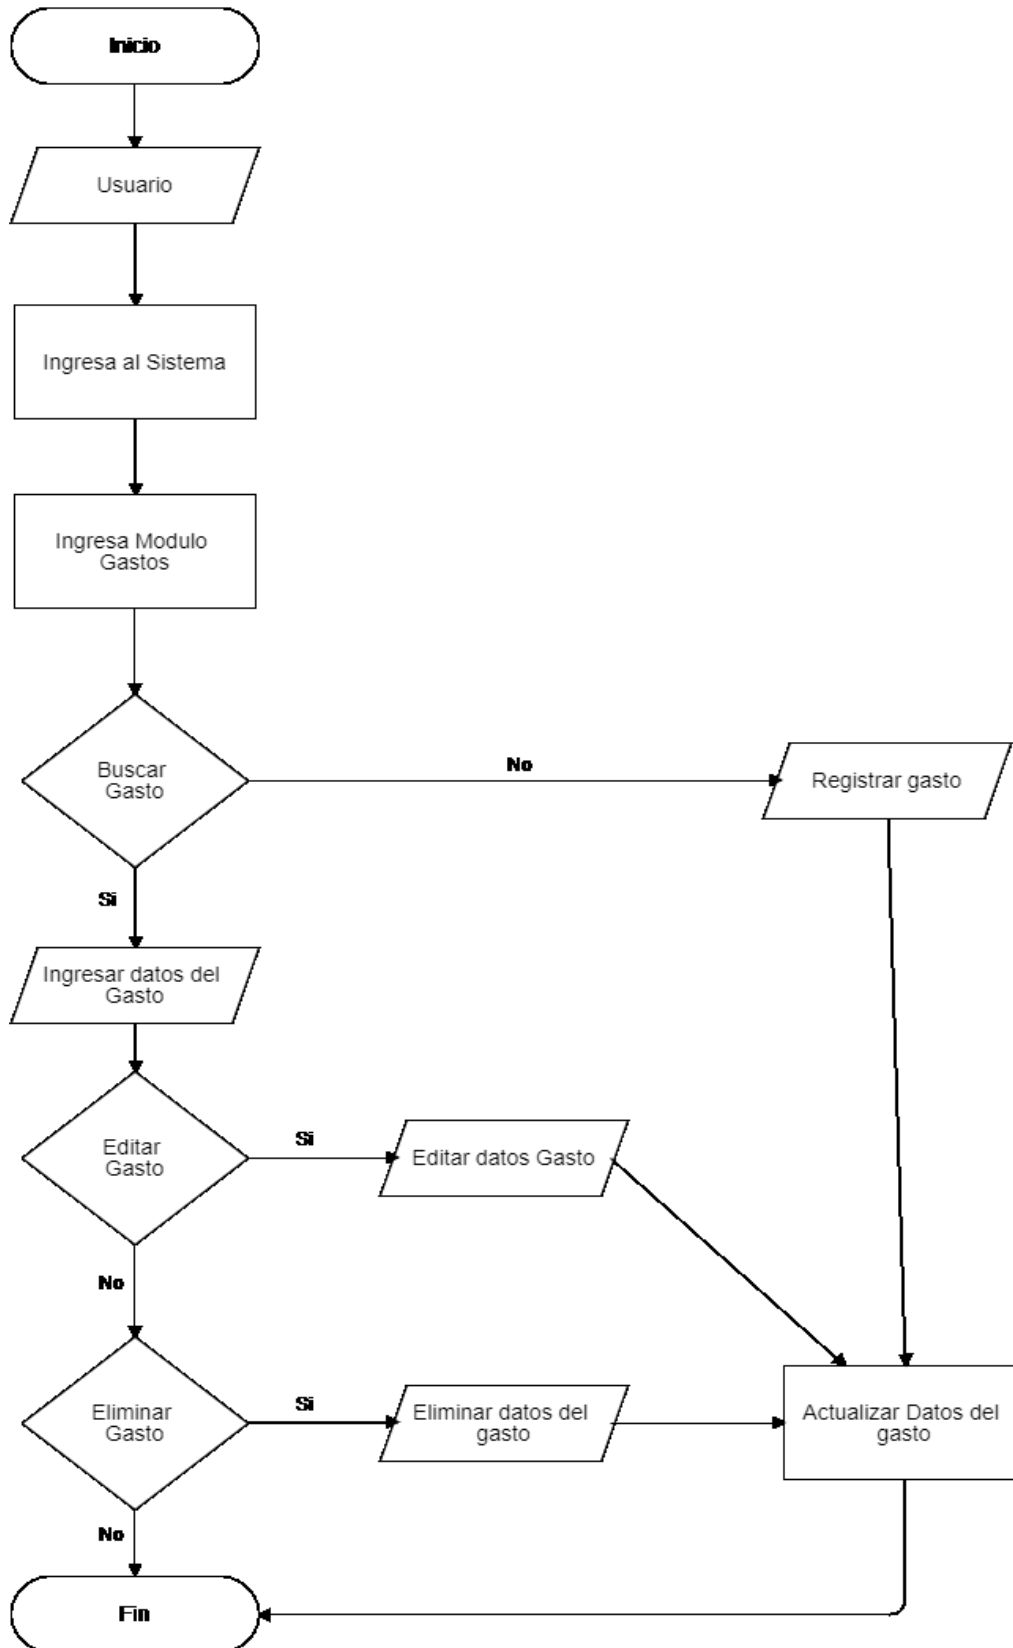 Inicio
Usuario
Ingresa al Sistema
Ingresa Modulo
Gastos
Buscar
Gasto
No
Registrar gasto
Si
Ingresar datos del
Gasto
Editar
Gasto
Si
Editar datos Gasto
No
Eliminar
Gasto
Si
Eliminar datos del
gasto
Actualizar Datos del
gasto
No
Fin